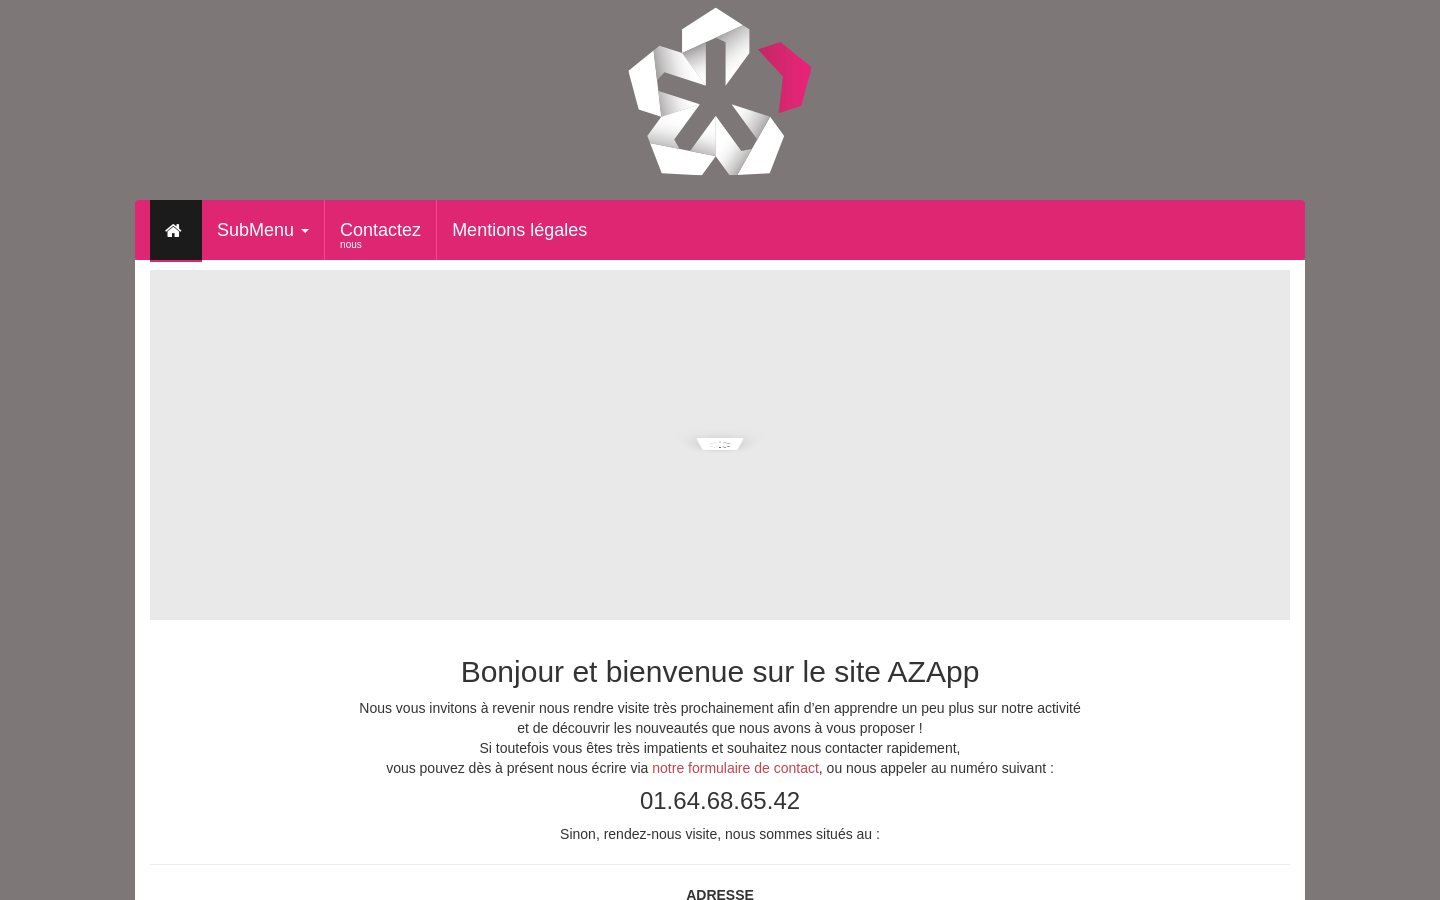 SubMenu
Contactez
nous
Mentions légales
Bonjour et bienvenue sur le site AZApp
Nous vous invitons à revenir nous rendre visite très prochainement afin d'en apprendre un peu plus sur notre activité
et de découvrir les nouveautés que nous avons à vous proposer !
Si toutefois vous êtes très impatients et souhaitez nous contacter rapidement,
vous pouvez dès à présent nous écrire via notre formulaire de contact, ou nous appeler au numéro suivant :
01.64.68.65.42
Sinon, rendez-nous visite, nous sommes situés au :
ADRESSE